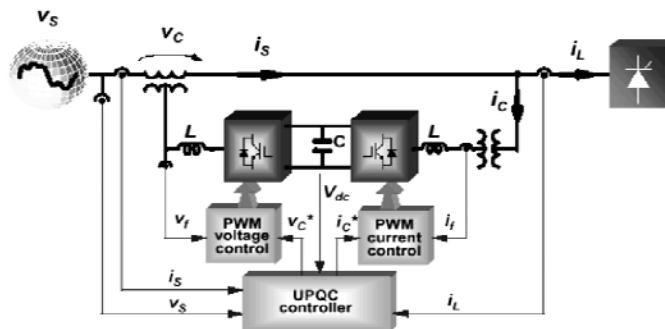 vS
vC
iS
iL
iC
L
C
L
Vdc
vf
PWM
voltage
control
vC*
iC*
PWM
current
control
if
iS
vS
UPQC
controller
iL